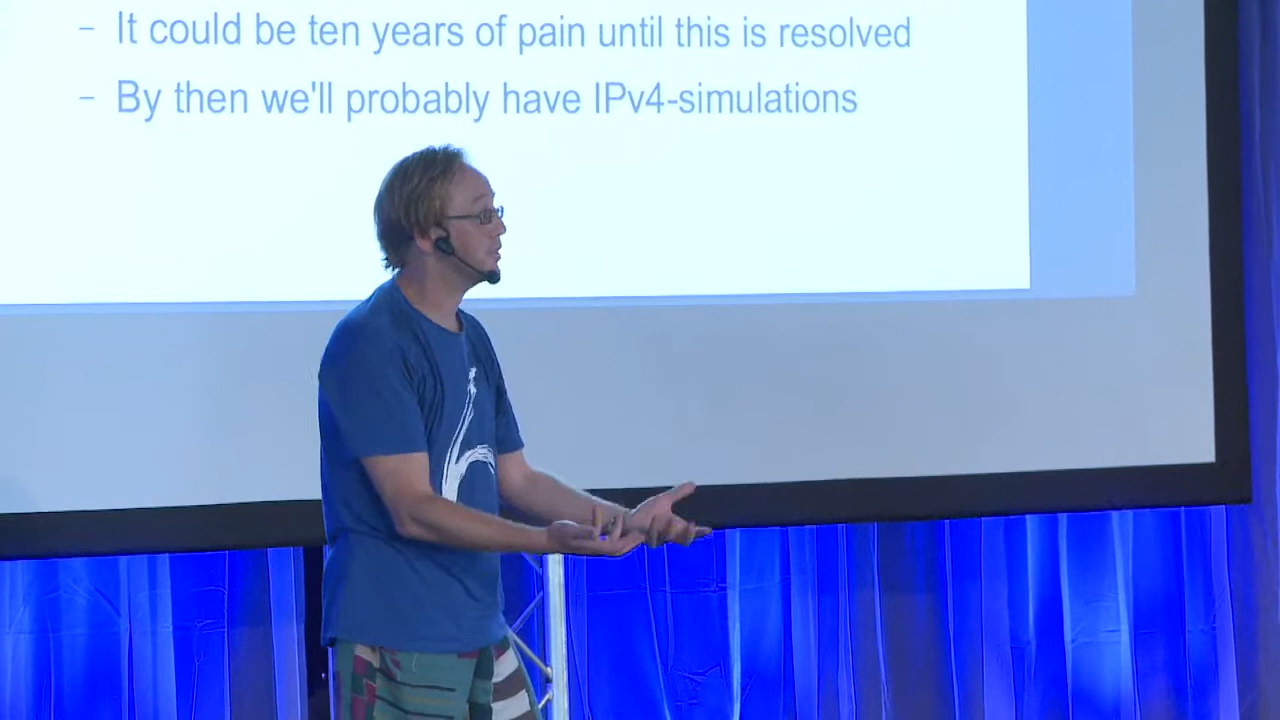 – It could be ten years of pain until this is resolved
– By then we'll probably have IPv4-simulations